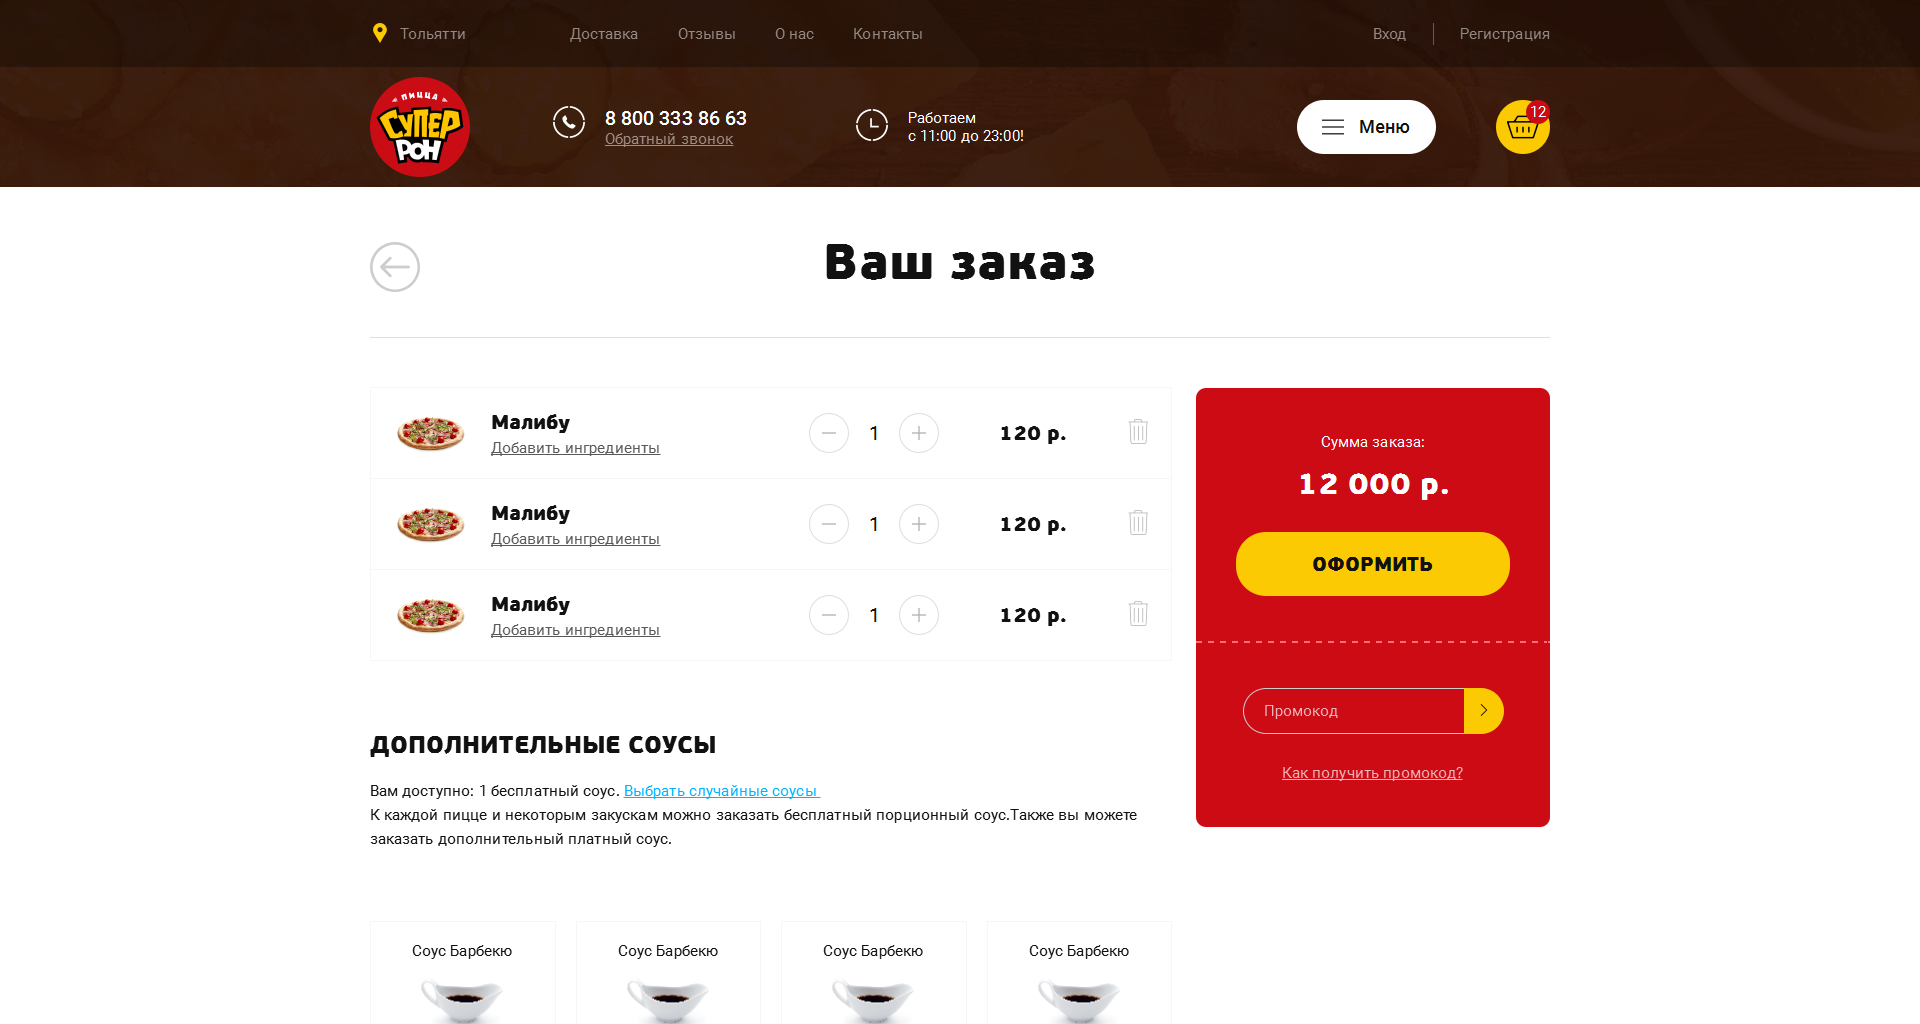 Тольятти
Доставка
Отзывы
О нас
Контакты
Вход
Регистрация
ПИЦЦА
СУПЕР
РОН
8 800 333 86 63
Обратный звонок
Работаем
с 11:00 до 23:00!
Меню
12
Ваш заказ
Малибу
Добавить ингредиенты
1
120 р.
Малибу
Добавить ингредиенты
1
120 р.
Малибу
Добавить ингредиенты
1
120 р.
Сумма заказа:
12 000 р.
ОФОРМИТЬ
Промокод
Как получить промокод?
ДОПОЛНИТЕЛЬНЫЕ СОУСЫ
Вам доступно: 1 бесплатный соус. Выбрать случайные соусы
К каждой пицце и некоторым закускам можно заказать бесплатный порционный соус.Также вы можете
заказать дополнительный платный соус.
Соус Барбекю
Соус Барбекю
Соус Барбекю
Соус Барбекю